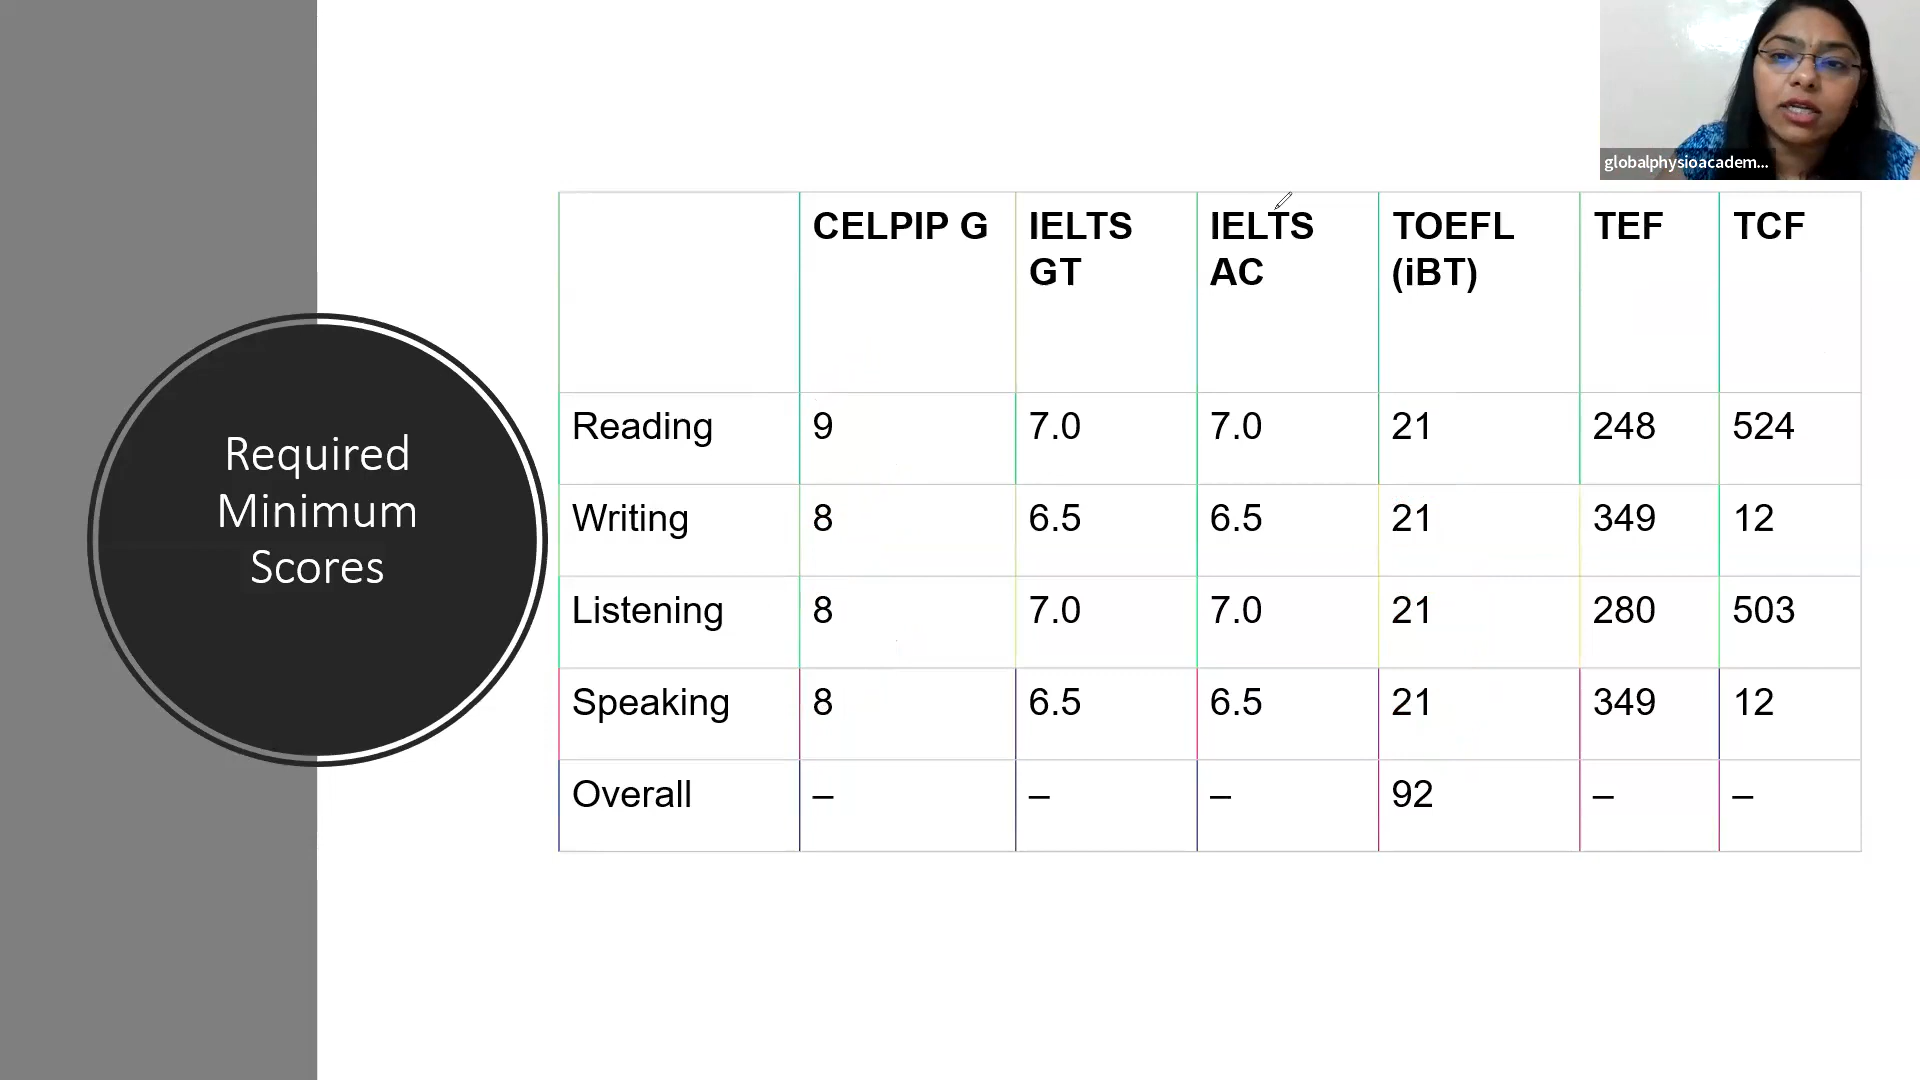 globalphysioacadem...
Required
Minimum
Scores
CELPIP G IELTS GT IELTS AC TOEFL (iBT) TEF TCF
Reading 9 7.0 7.0 21 248 524
Writing 8 6.5 6.5 21 349 12
Listening 8 7.0 7.0 21 280 503
Speaking 8 6.5 6.5 21 349 12
Overall – – – 92 – –